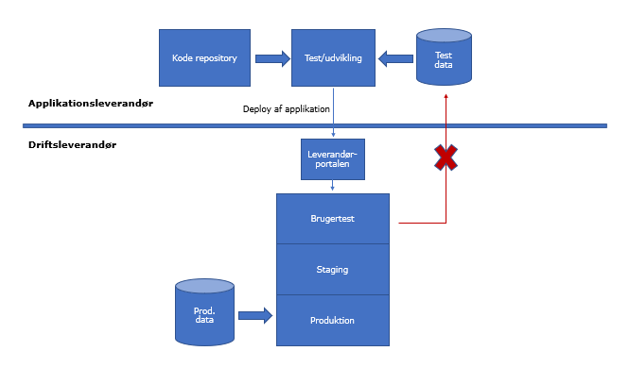 Kode repository
Test/udvikling
Test
data
Applikationsleverandør
Deploy af applikation
Driftsleverandør
Leverandør-
portalen
Brugertest
Staging
Prod.
data
Produktion